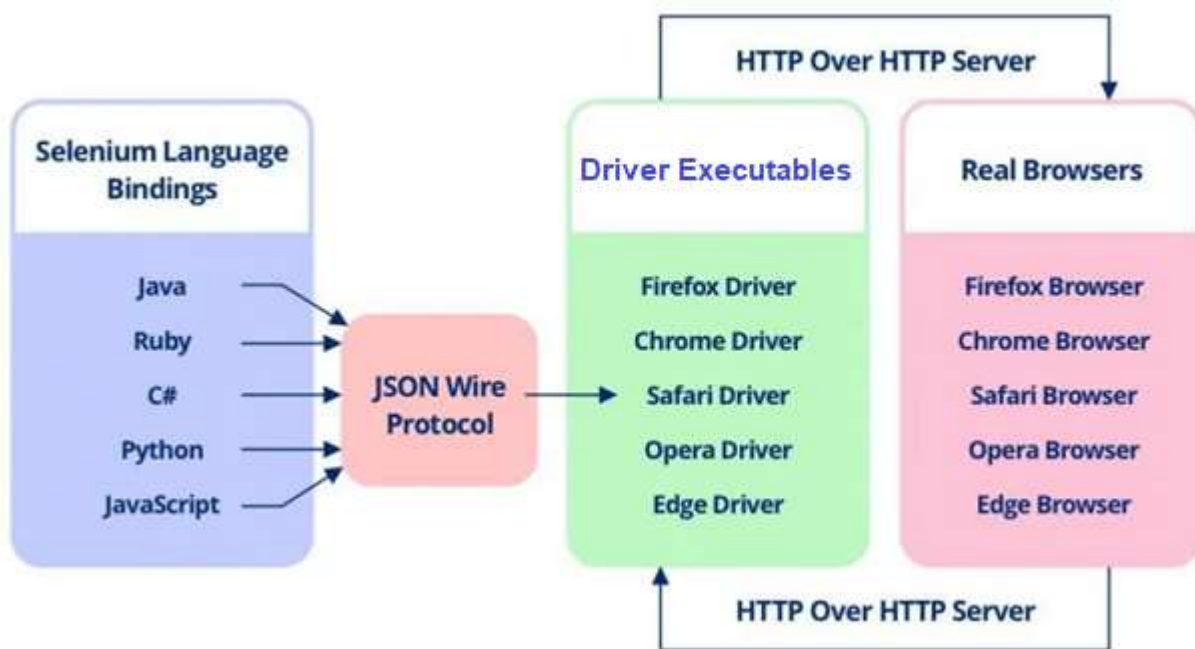 HTTP Over HTTP Server
Selenium Language
Bindings
Java
Ruby
C#
Python
JavaScript
JSON Wire
Protocol
Driver Executables
Firefox Driver
Chrome Driver
Safari Driver
Opera Driver
Edge Driver
Real Browsers
Firefox Browser
Chrome Browser
Safari Browser
Opera Browser
Edge Browser
HTTP Over HTTP Server